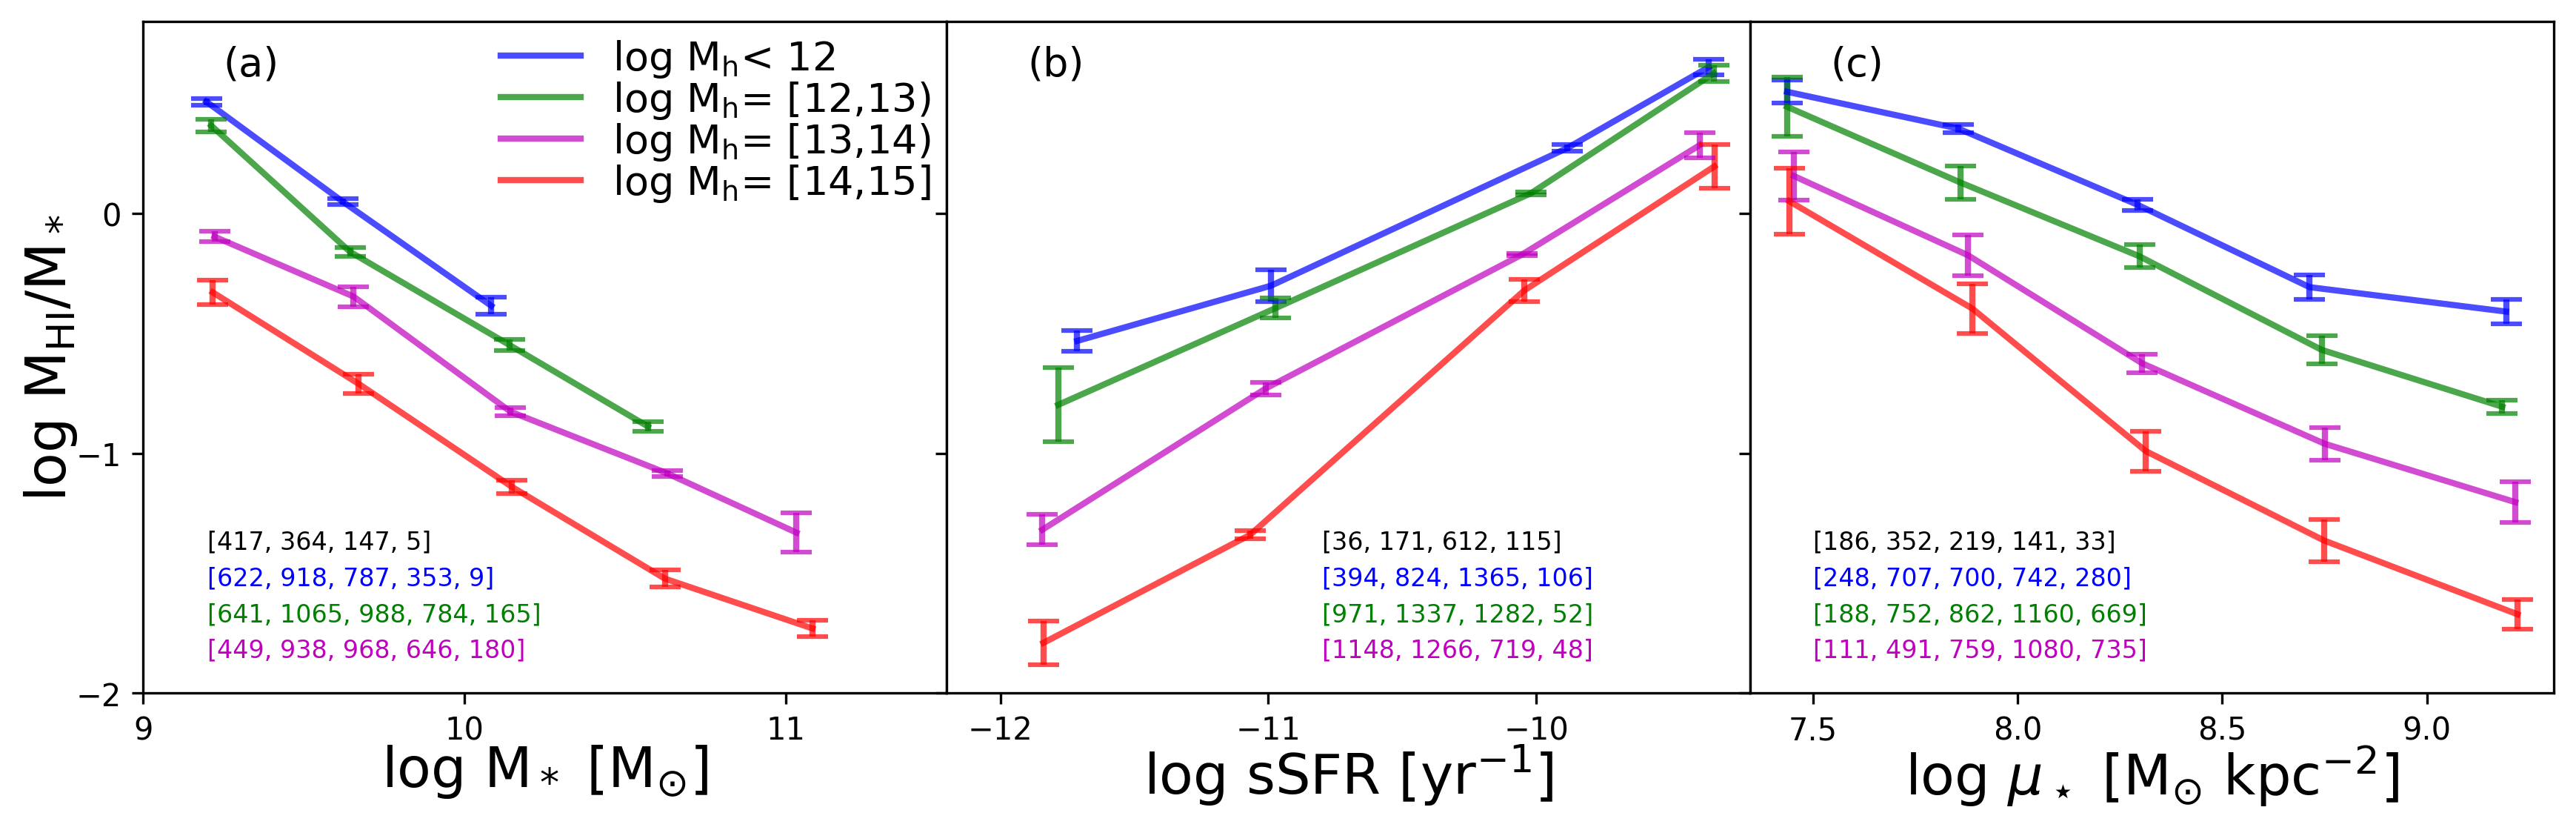 (a)
log M_h< 12
log M_h= [12,13)
log M_h= [13,14)
log M_h= [14,15]
(b)
(c)
log M_HI/M_*
0
−1
−2
[417, 364, 147, 5]
[622, 918, 787, 353, 9]
[641, 1065, 988, 784, 165]
[449, 938, 968, 646, 180]
[36, 171, 612, 115]
[394, 824, 1365, 106]
[971, 1337, 1282, 52]
[1148, 1266, 719, 48]
[186, 352, 219, 141, 33]
[248, 707, 700, 742, 280]
[188, 752, 862, 1160, 669]
[111, 491, 759, 1080, 735]
9 10 11
−12 −11 −10
7.5 8.0 8.5 9.0
log M_* [M_⊙]
log sSFR [yr⁻¹]
log μ_⋆ [M_⊙ kpc⁻²]